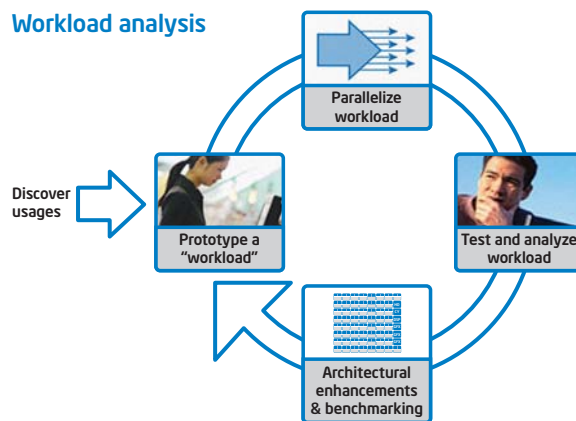 Workload analysis
Parallelize
workload
Discover
usages
Prototype a
“workload”
Test and analyze
workload
Architectural
enhancements
& benchmarking